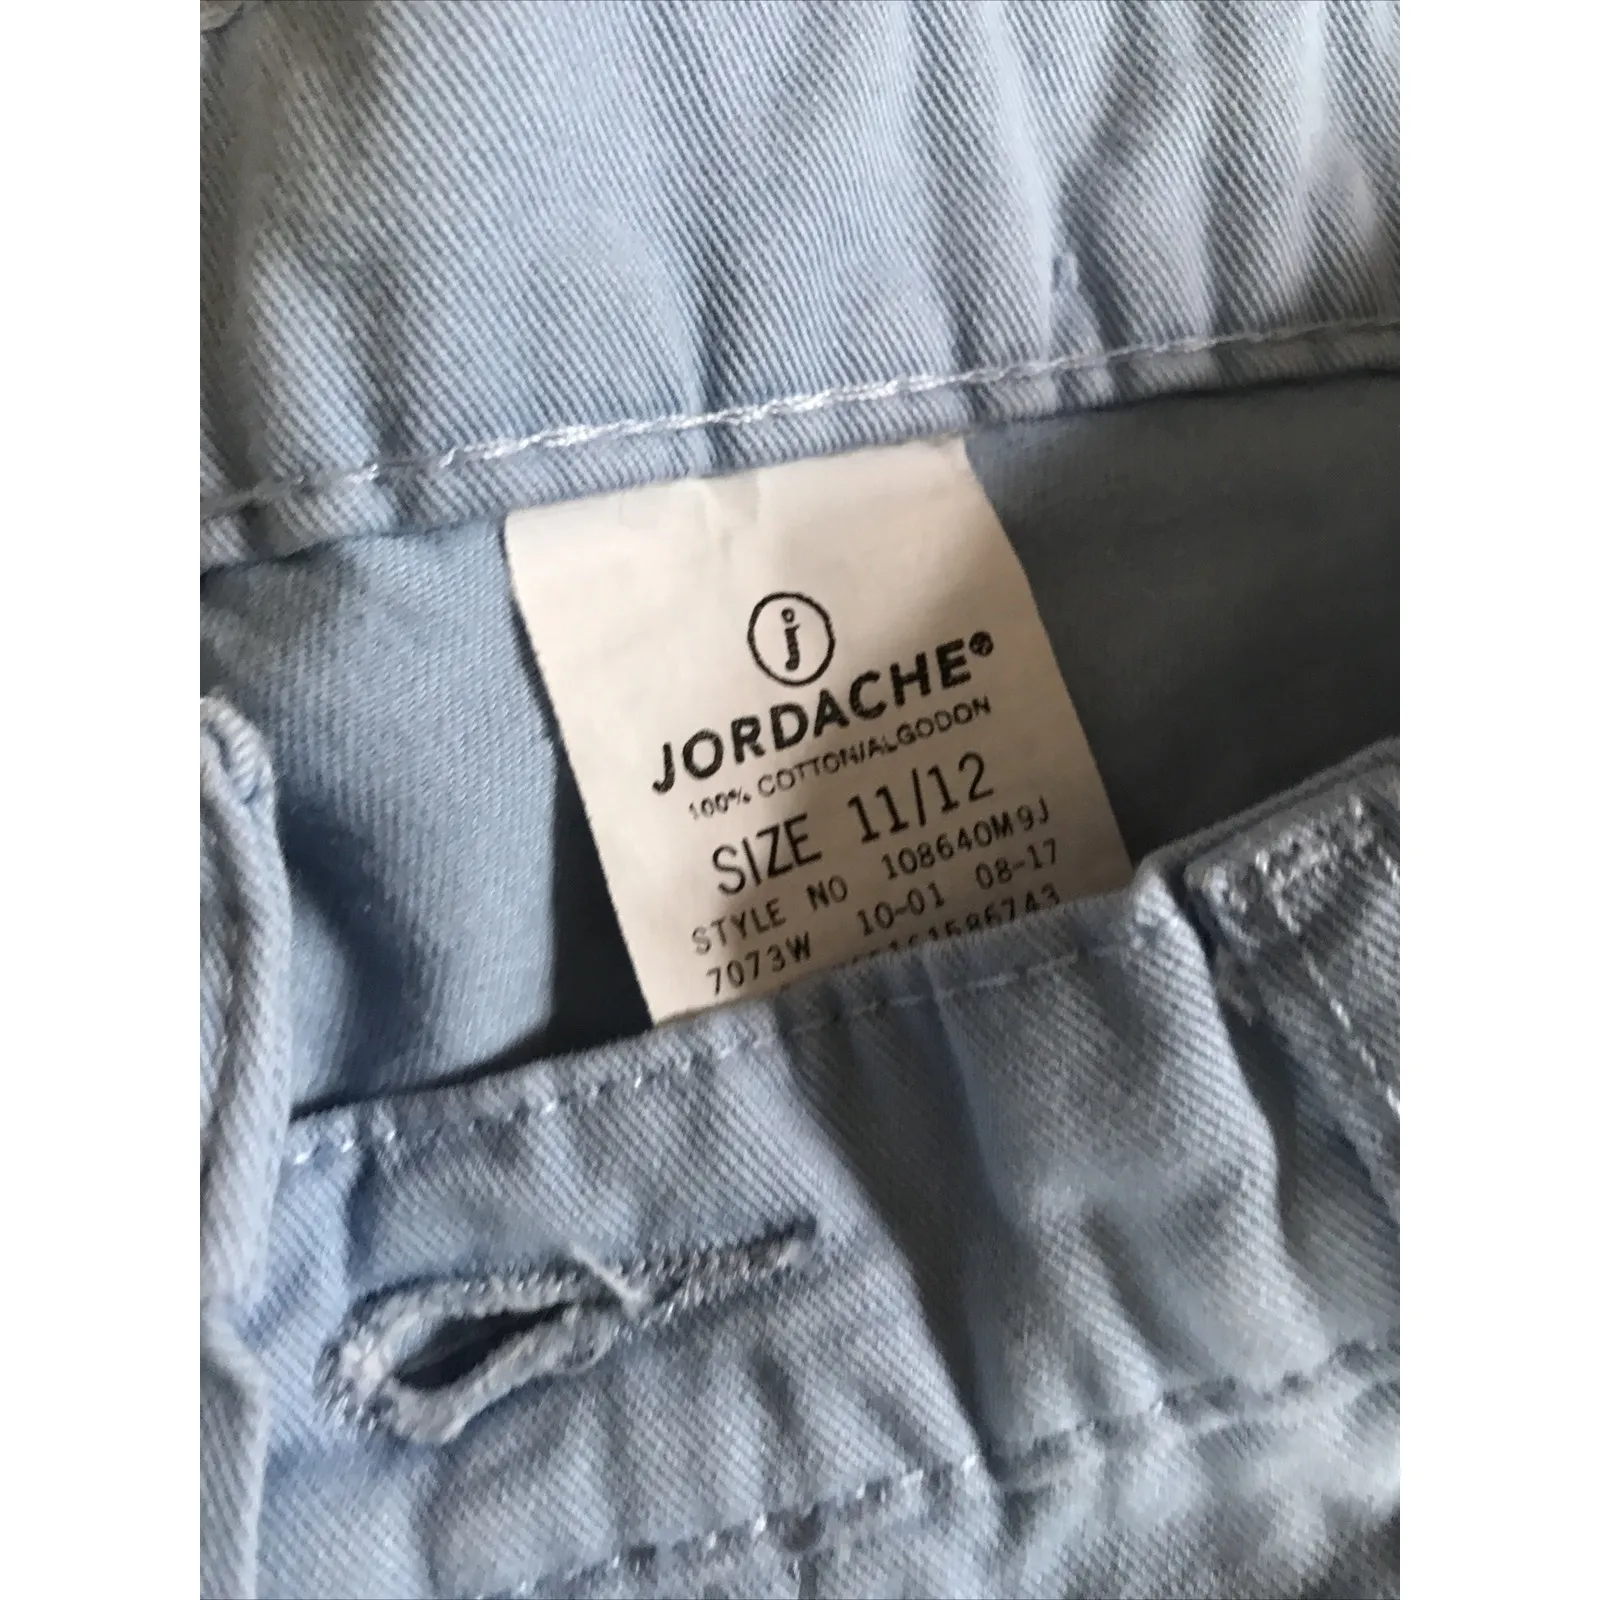 j
JORDACHE®
100% COTTON/ALGODON
SIZE 11/12
STYLE NO 108640M9J
7073W 10-01 08-17